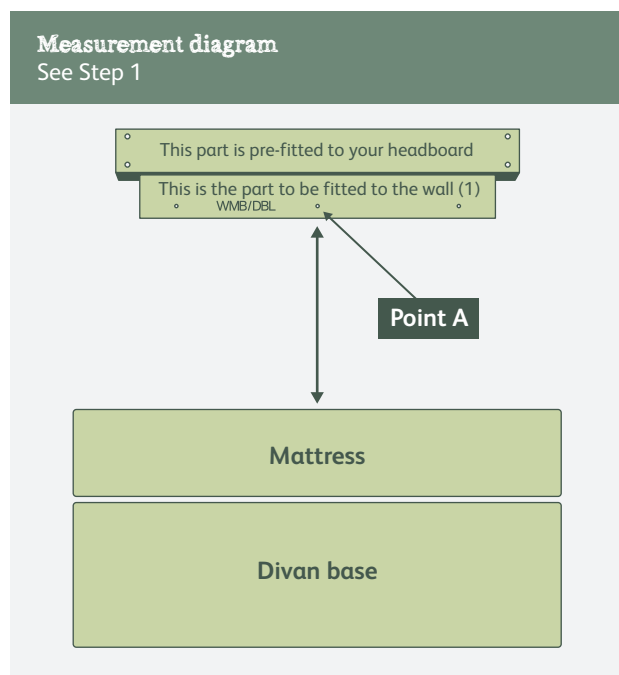 Measurement diagram
See Step 1
This part is pre-fitted to your headboard
This is the part to be fitted to the wall (1)
WMB/DBL
Point A
Mattress
Divan base